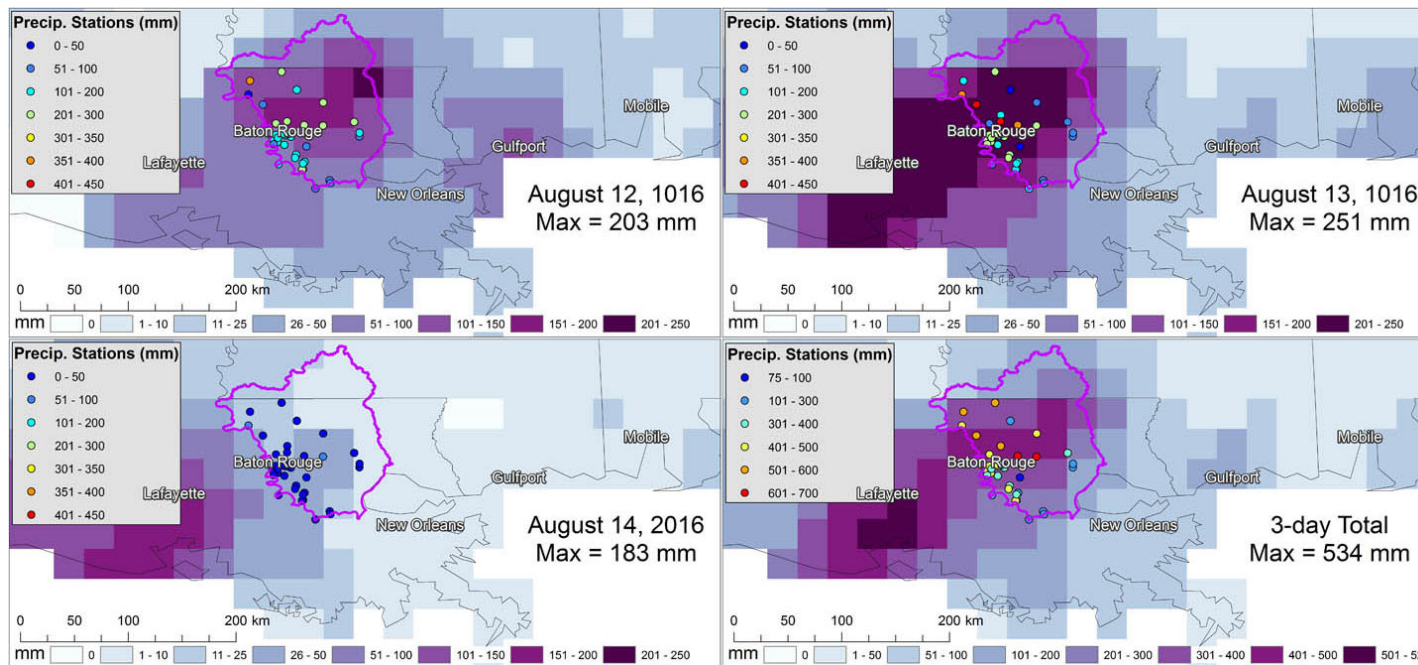 Precip. Stations (mm)
0 - 50
51 - 100
101 - 200
201 - 300
301 - 350
351 - 400
401 - 450
Baton Rouge
Lafayette
Mobile
Gulfport
New Orleans
August 12, 1016
Max = 203 mm
0 50 100 200 km
mm 0 1 - 10 11 - 25 26 - 50 51 - 100 101 - 150 151 - 200 201 - 250
Precip. Stations (mm)
0 - 50
51 - 100
101 - 200
201 - 300
301 - 350
351 - 400
401 - 450
Baton Rouge
Lafayette
Mobile
Gulfport
New Orleans
August 13, 1016
Max = 251 mm
0 50 100 200 km
mm 0 1 - 10 11 - 25 26 - 50 51 - 100 101 - 150 151 - 200 201 - 250
Precip. Stations (mm)
0 - 50
51 - 100
101 - 200
201 - 300
301 - 350
351 - 400
401 - 450
Baton Rouge
Lafayette
Mobile
Gulfport
New Orleans
August 14, 2016
Max = 183 mm
0 50 100 200 km
mm 0 1 - 10 11 - 25 26 - 50 51 - 100 101 - 150 151 - 200 201 - 250
Precip. Stations (mm)
75 - 100
101 - 300
301 - 400
401 - 500
501 - 600
601 - 700
Baton Rouge
Lafayette
Mobile
Gulfport
New Orleans
3-day Total
Max = 534 mm
0 50 100 200 km
mm 0 1 - 50 51 - 100 101 - 200 201 - 300 301 - 400 401 - 500 501 - 5